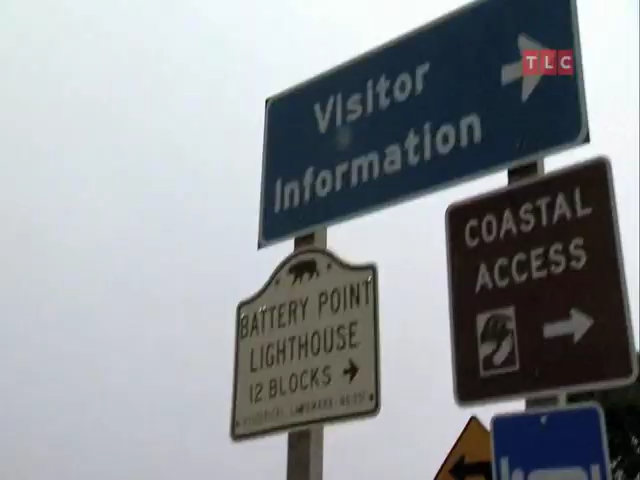 TLC
Visitor
Information
COASTAL
ACCESS
BATTERY POINT
LIGHTHOUSE
12 BLOCKS